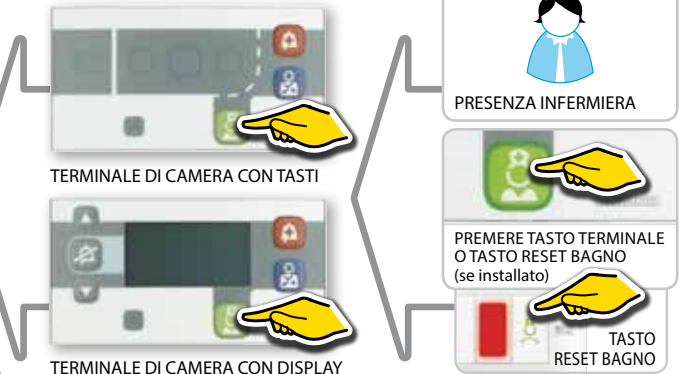 TERMINALE DI CAMERA CON TASTI
TERMINALE DI CAMERA CON DISPLAY
PRESENZA INFERMIERA
PREMERE TASTO TERMINALE
O TASTO RESET BAGNO
(se installato)
TASTO
RESET BAGNO